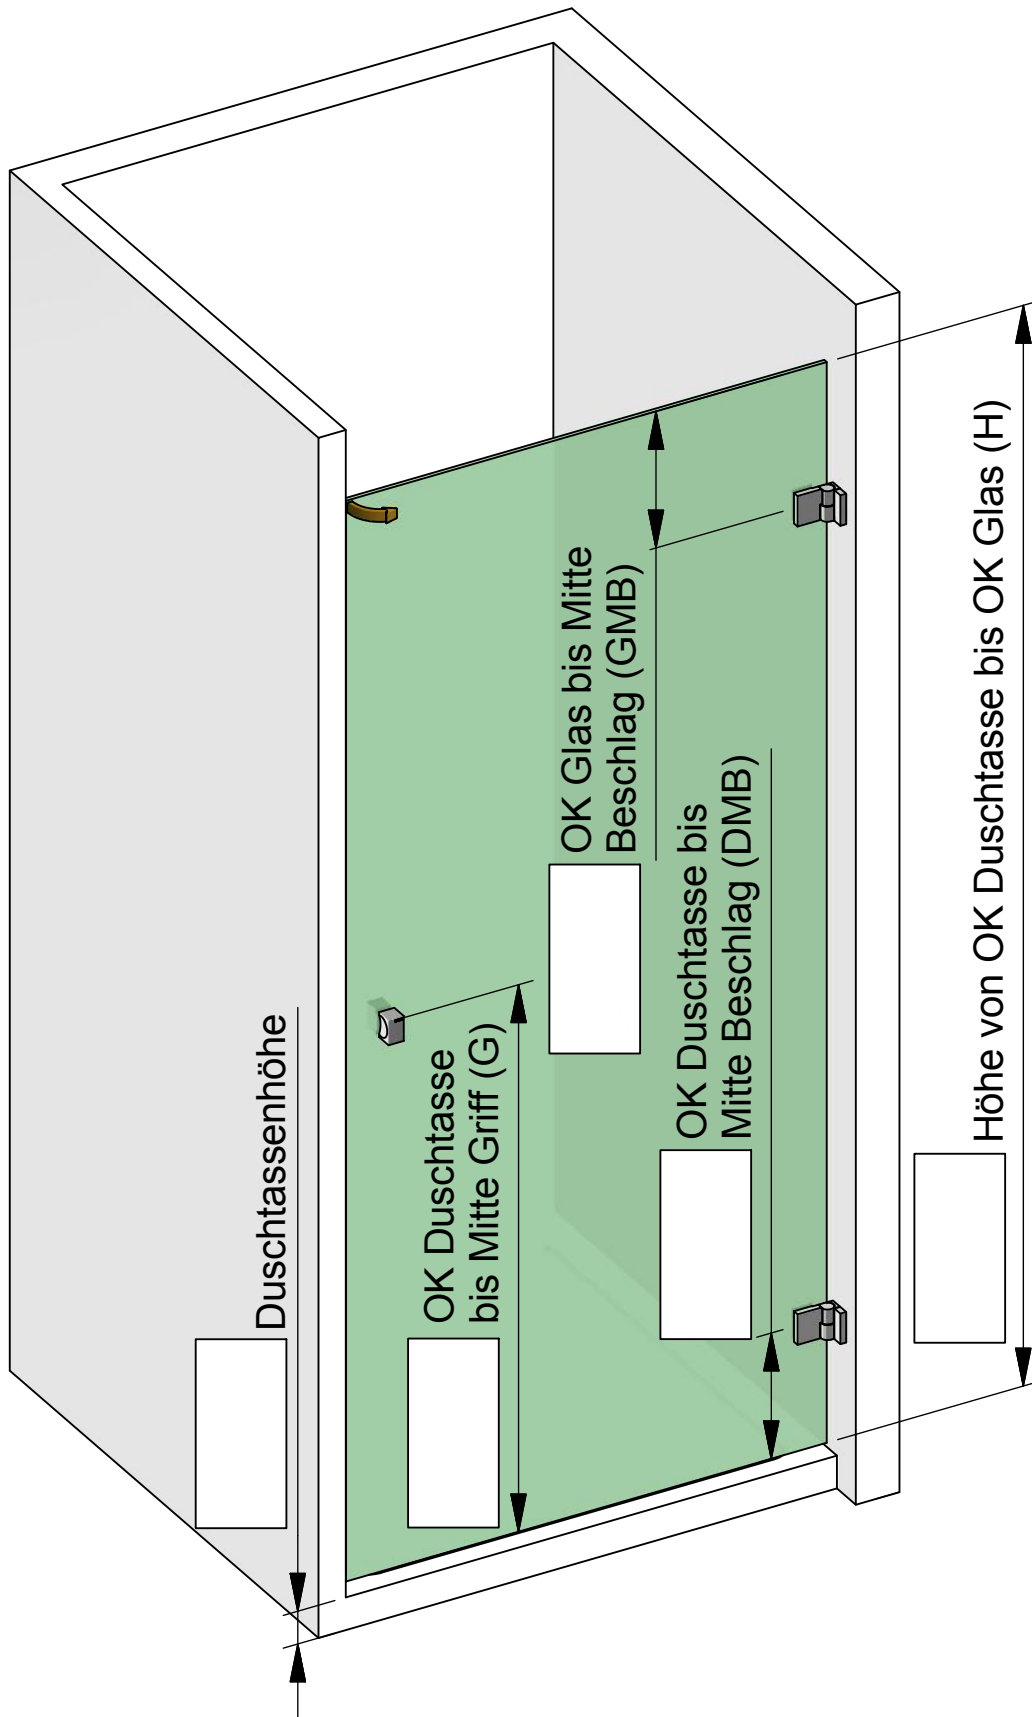 Duschtassenhöhe
OK Duschtasse
bis Mitte Griff (G)
OK Glas bis Mitte
Beschlag (GMB)
OK Duschtasse bis
Mitte Beschlag (DMB)
Höhe von OK Duschtasse bis OK Glas (H)